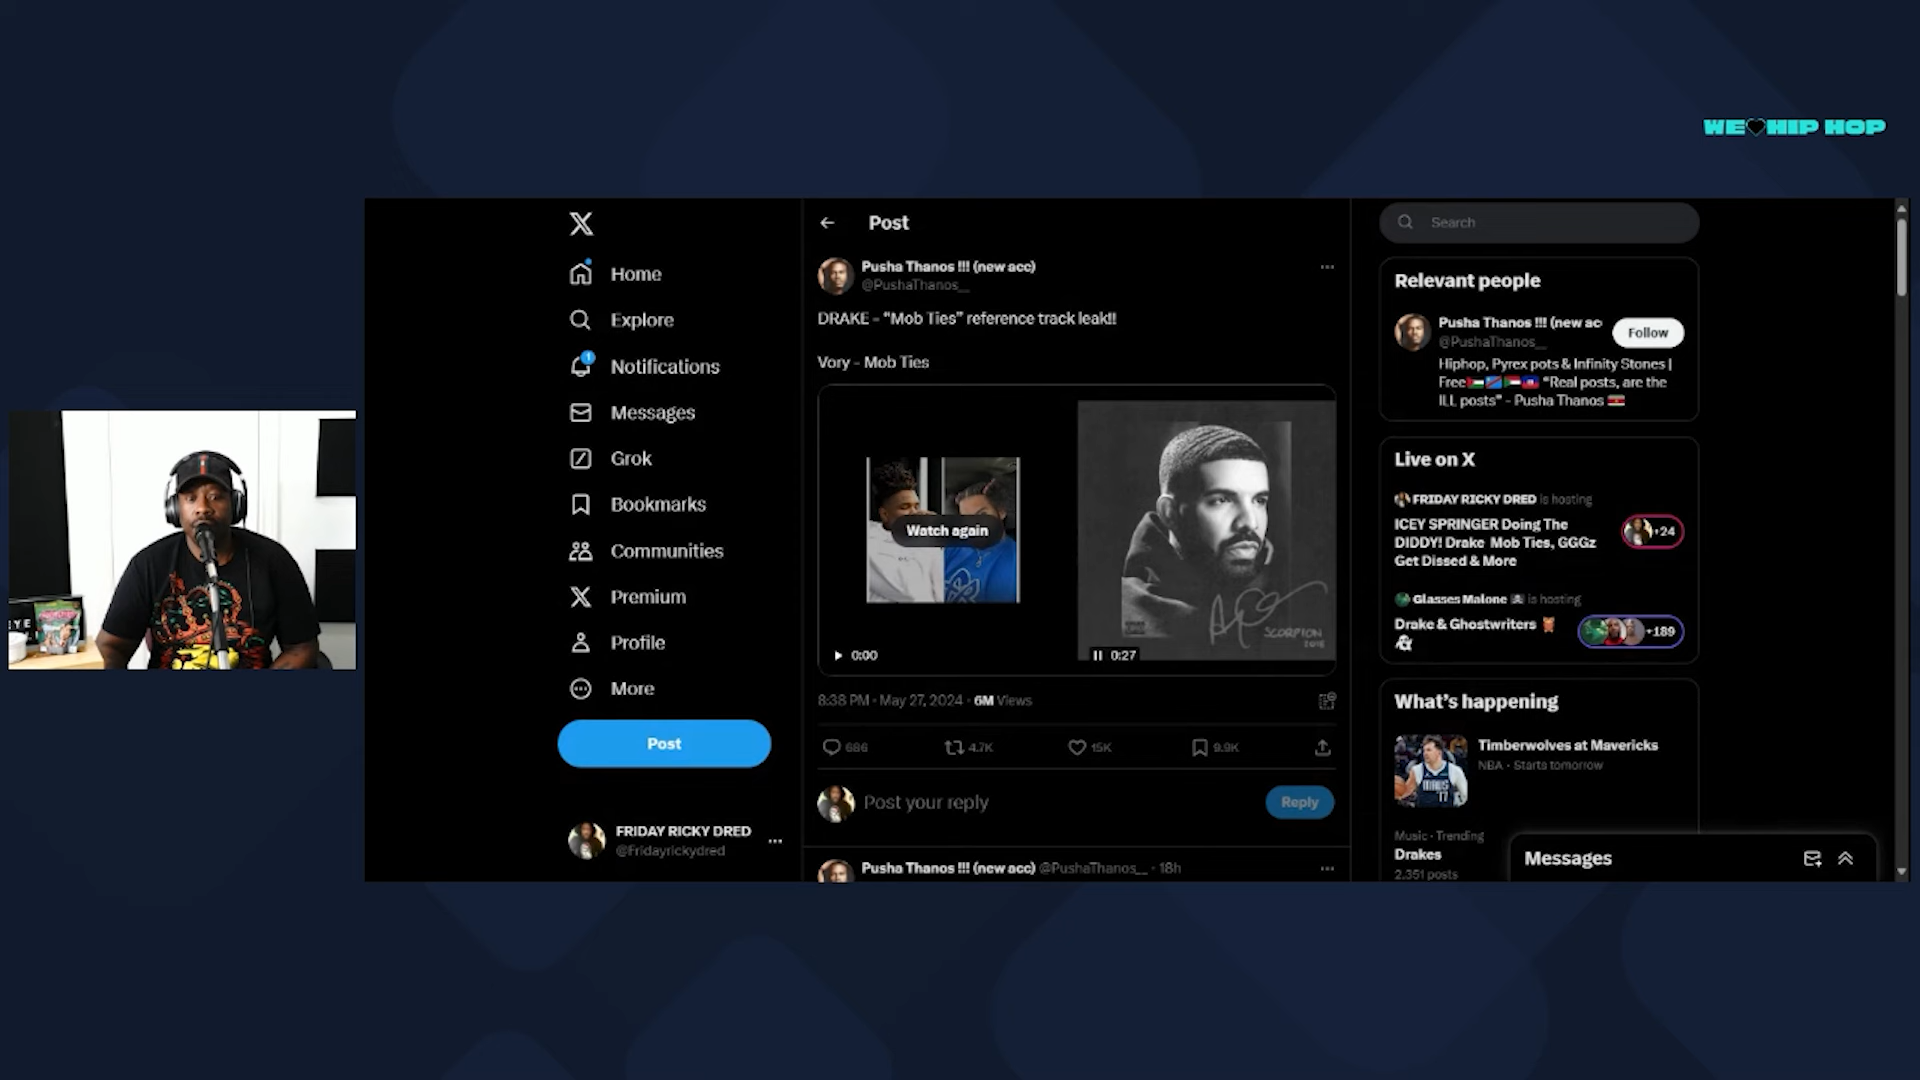 WE HIP HOP
Home
Explore
1
Notifications
Messages
Grok
Bookmarks
Communities
Premium
Profile
More
Post
FRIDAY RICKY DRED
@Fridayrickydred
Post
Pusha Thanos !!! (new acc)
@PushaThanos__
DRAKE - “Mob Ties” reference track leak!!
Vory - Mob Ties
Watch again
0:00
SCORPION
0:27
8:38 PM · May 27, 2024 · 6M Views
686
4.7K
15K
9.9K
Post your reply
Reply
Pusha Thanos !!! (new acc) @PushaThanos__ · 18h
Search
Relevant people
Pusha Thanos !!! (new ac
@PushaThanos__
Follow
Hiphop, Pyrex pots & Infinity Stones |
Free🇵🇸🇨🇩🇸🇩🇭🇹 “Real posts, are the
ILL posts” - Pusha Thanos 🇸🇷
Live on X
FRIDAY RICKY DRED is hosting
ICEY SPRINGER Doing The
DIDDY! Drake Mob Ties, GGGz
Get Dissed & More
+24
Glasses Malone is hosting
Drake & Ghostwriters
+189
What's happening
Timberwolves at Mavericks
NBA · Starts tomorrow
Music · Trending
Drakes
2,351 posts
Messages